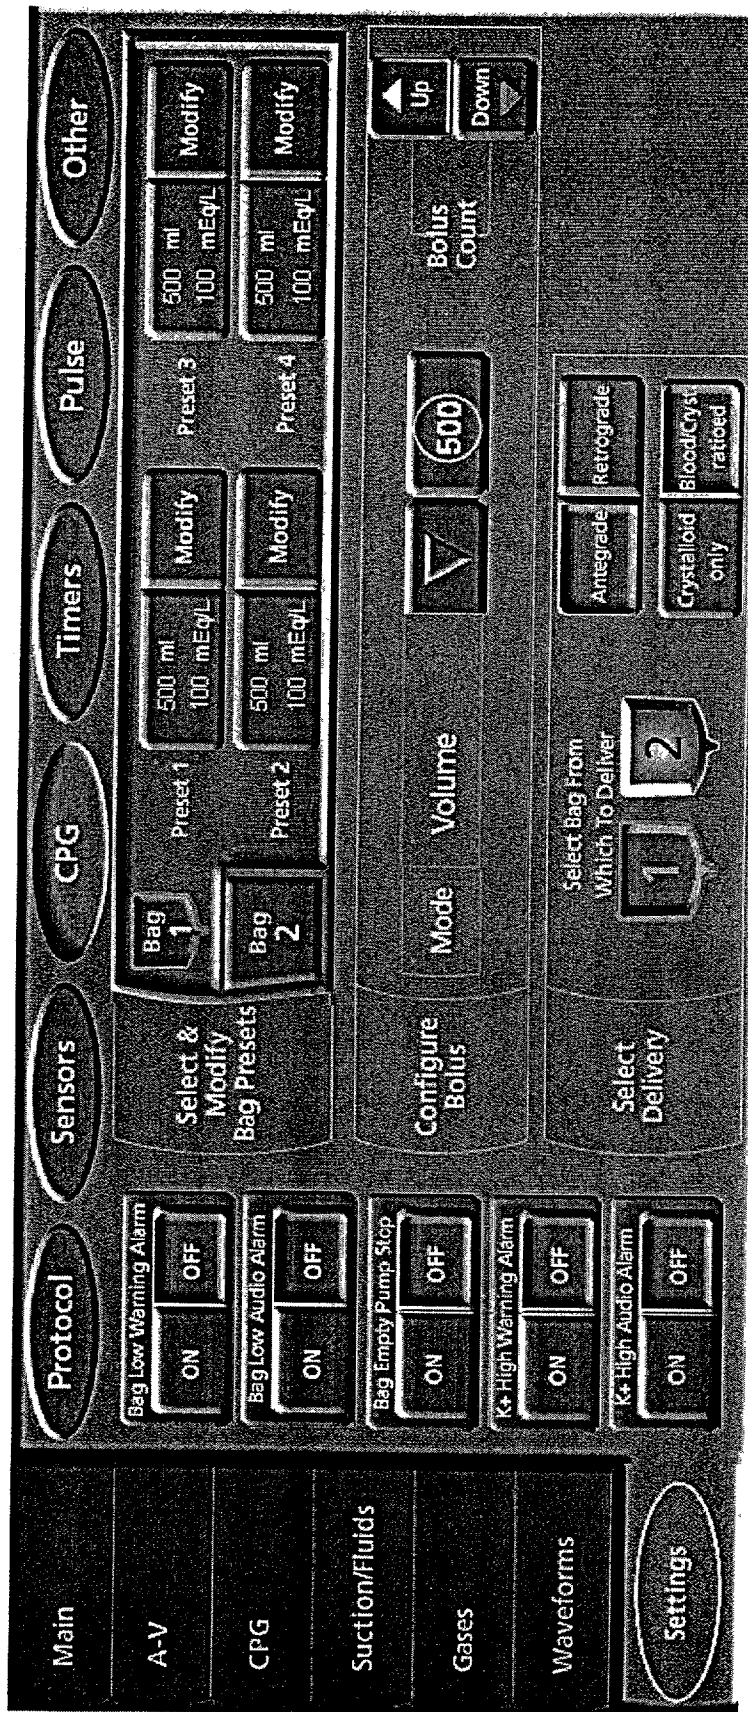 Main
A-V
CPG
Suction/Fluids
Gases
Waveforms
Settings
Protocol
Sensors
CPG
Timers
Pulse
Other
Bag Low Warning Alarm
ON
OFF
Bag Low Audio Alarm
ON
OFF
Bag Empty Pump Stop
ON
OFF
K+ High Warning Alarm
ON
OFF
K+ High Audio Alarm
ON
OFF
Select &
Modify
Bag Presets
Bag
1
Bag
2
Preset 1
500 ml
100 mEq/L
Modify
Preset 3
500 ml
100 mEq/L
Modify
Preset 2
500 ml
100 mEq/L
Modify
Preset 4
500 ml
100 mEq/L
Modify
Configure
Bolus
Mode
Volume
500
Bolus
Count
Up
Down
Select
Delivery
Select Bag From
Which To Deliver
1
2
Antegrade
Retrograde
Crystalloid
only
Blood/Cryst
ratioed